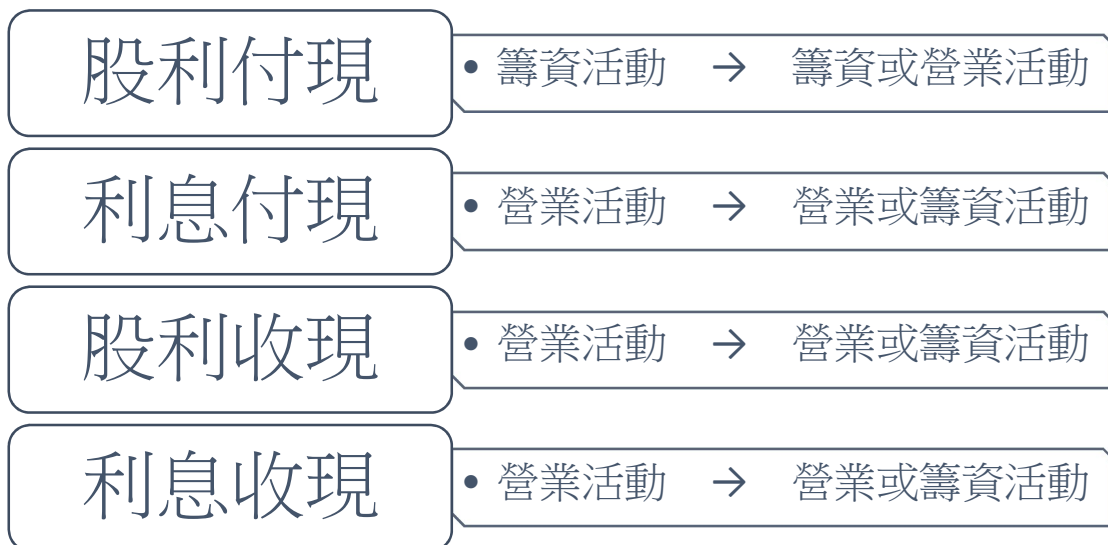 股利付現
• 籌資活動 → 籌資或營業活動
利息付現
• 營業活動 → 營業或籌資活動
股利收現
• 營業活動 → 營業或籌資活動
利息收現
• 營業活動 → 營業或籌資活動